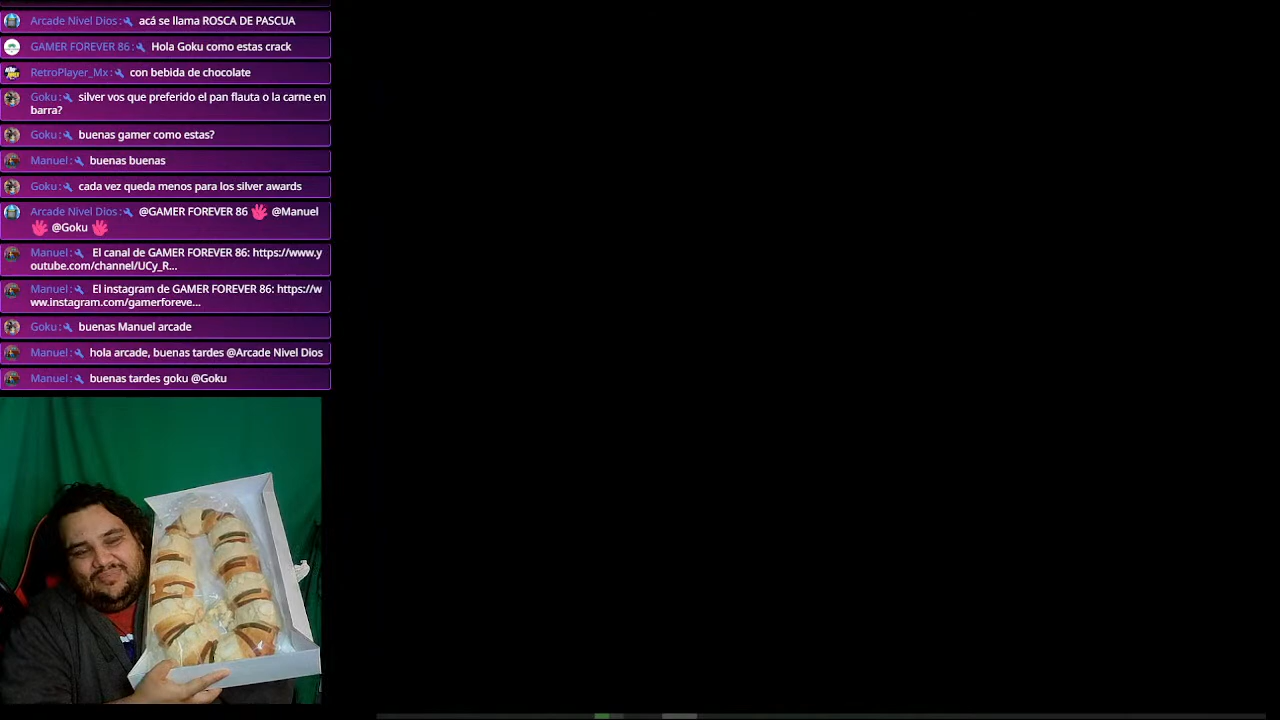 Arcade Nivel Dios: acá se llama ROSCA DE PASCUA
GAMER FOREVER 86: Hola Goku como estas crack
RetroPlayer_Mx: con bebida de chocolate
Goku: silver vos que preferido el pan flauta o la carne en
barra?
Goku: buenas gamer como estas?
Manuel: buenas buenas
Goku: cada vez queda menos para los silver awards
Arcade Nivel Dios: @GAMER FOREVER 86 @Manuel
@Goku
Manuel: El canal de GAMER FOREVER 86: https://www.y
outube.com/channel/UCy_R...
Manuel: El instagram de GAMER FOREVER 86: https://w
ww.instagram.com/gamerforeve...
Goku: buenas Manuel arcade
Manuel: hola arcade, buenas tardes @Arcade Nivel Dios
Manuel: buenas tardes goku @Goku